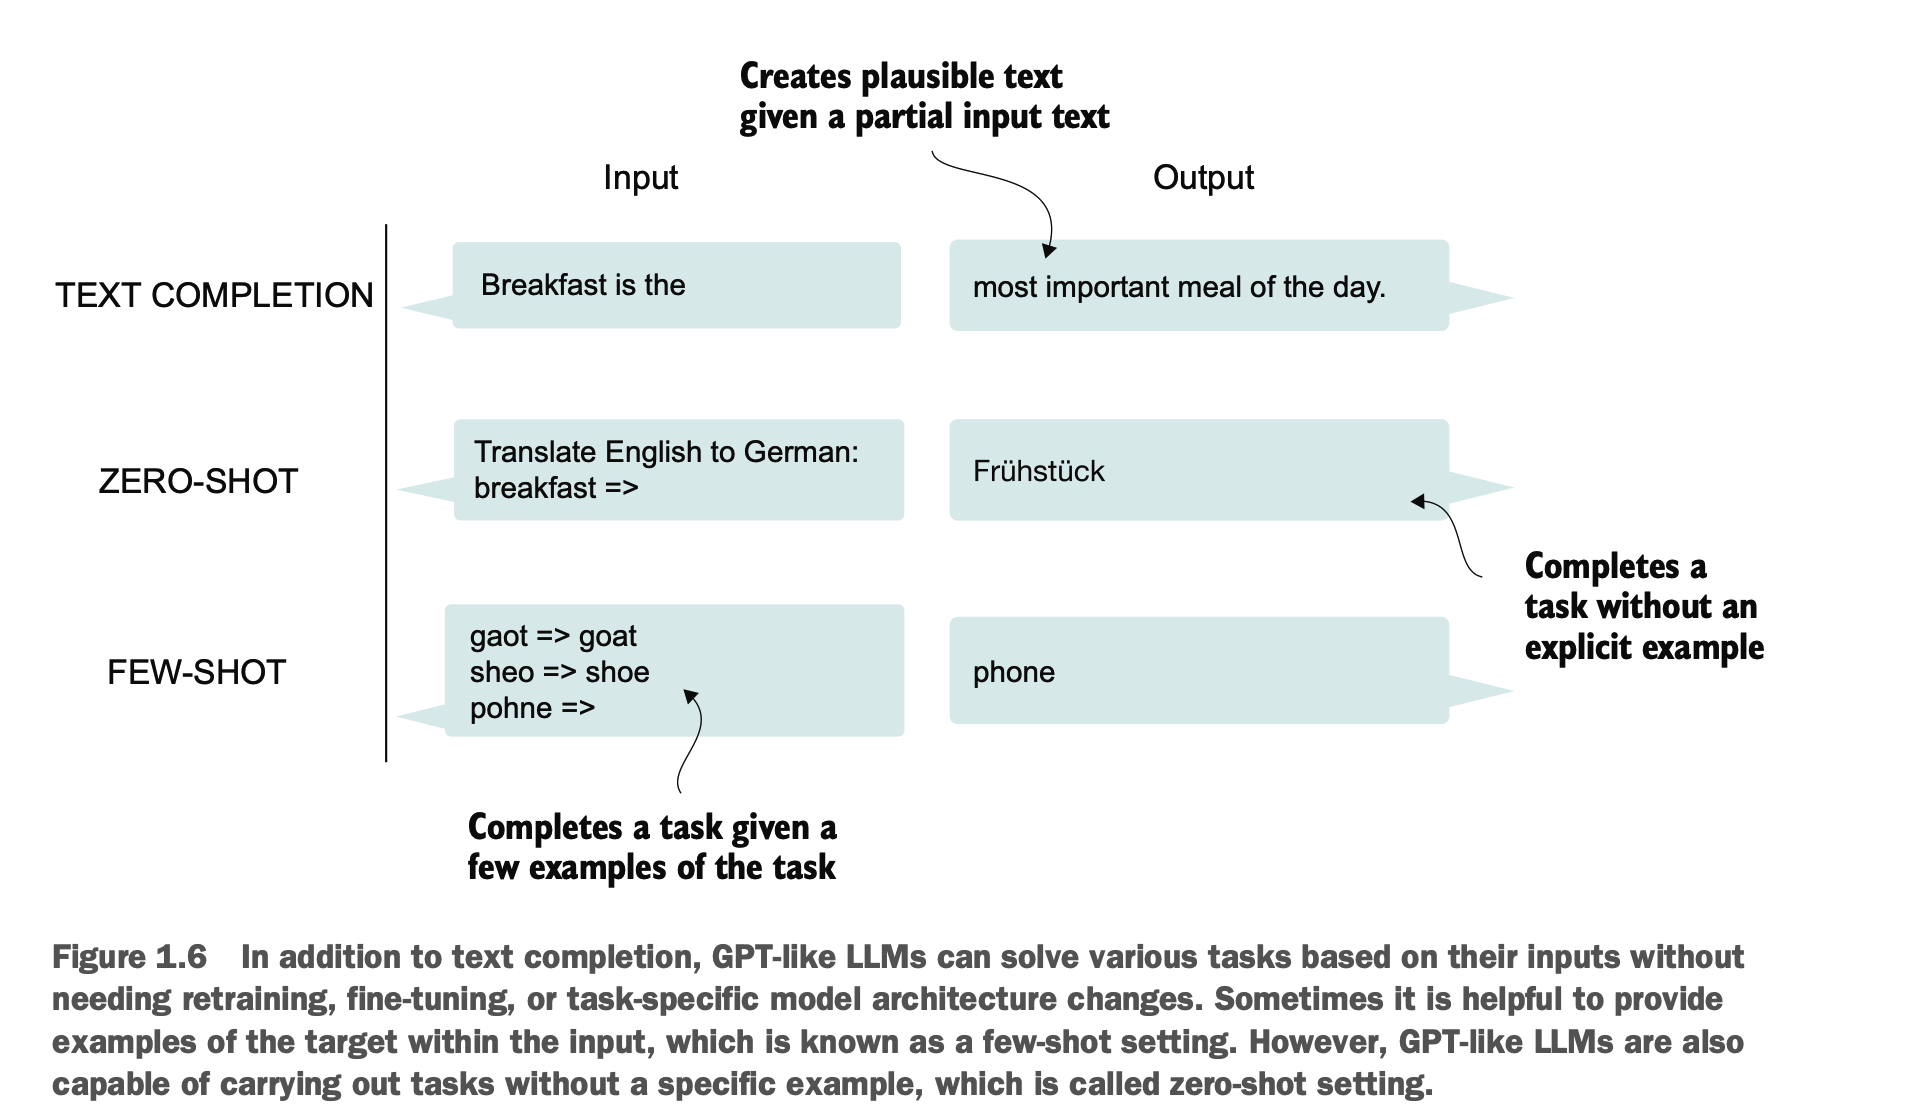 Creates plausible text
given a partial input text
Input
Output
TEXT COMPLETION
Breakfast is the
most important meal of the day.
ZERO-SHOT
Translate English to German:
breakfast =>
Frühstück
Completes a
task without an
explicit example
FEW-SHOT
gaot => goat
sheo => shoe
pohne =>
phone
Completes a task given a
few examples of the task
Figure 1.6 In addition to text completion, GPT-like LLMs can solve various tasks based on their inputs without
needing retraining, fine-tuning, or task-specific model architecture changes. Sometimes it is helpful to provide
examples of the target within the input, which is known as a few-shot setting. However, GPT-like LLMs are also
capable of carrying out tasks without a specific example, which is called zero-shot setting.